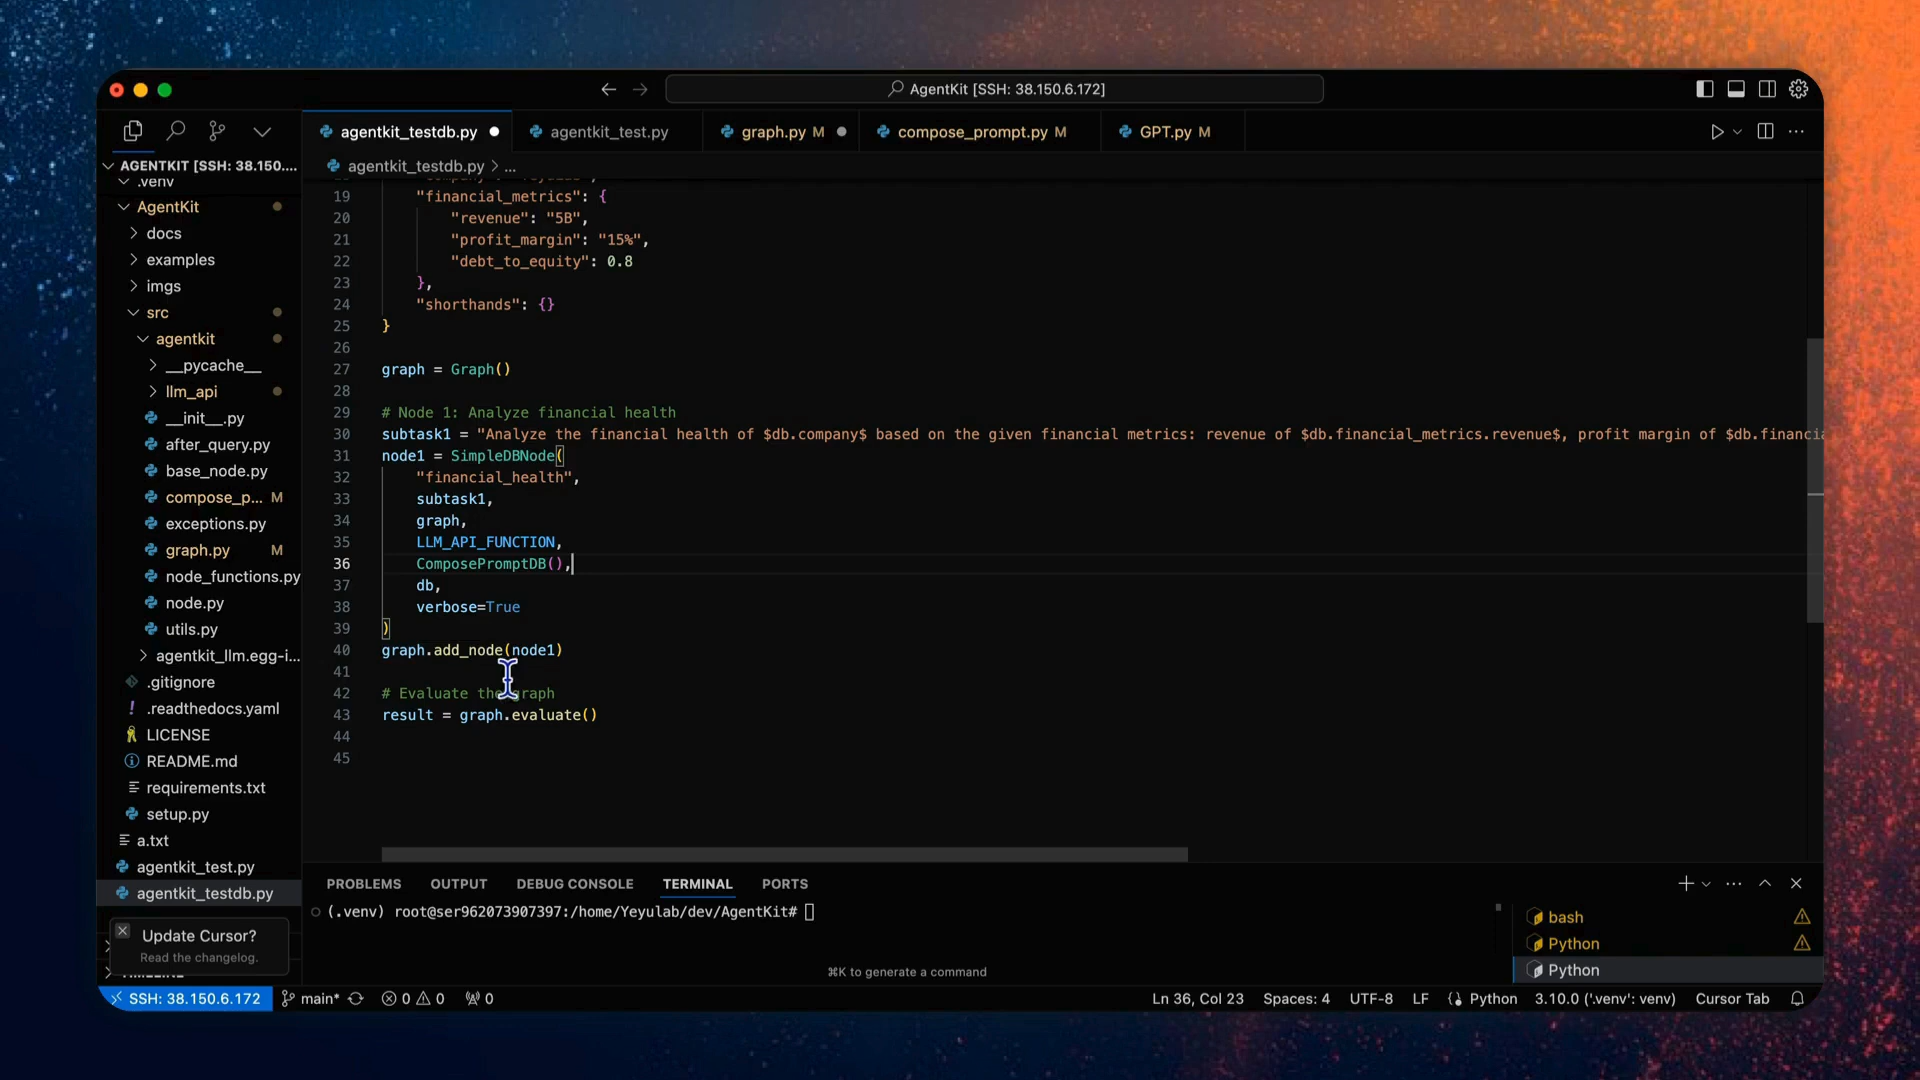 AgentKit [SSH: 38.150.6.172]
agentkit_testdb.py
agentkit_test.py
graph.py M
compose_prompt.py M
GPT.py M
AGENTKIT [SSH: 38.150....
agentkit_testdb.py > ...
.venv
AgentKit
docs
examples
imgs
src
agentkit
__pycache__
llm_api
__init__.py
after_query.py
base_node.py
compose_p... M
exceptions.py
graph.py M
node_functions.py
node.py
utils.py
agentkit_llm.egg-i...
.gitignore
.readthedocs.yaml
LICENSE
README.md
requirements.txt
setup.py
a.txt
agentkit_test.py
agentkit_testdb.py
19 "financial_metrics": {
20 "revenue": "5B",
21 "profit_margin": "15%",
22 "debt_to_equity": 0.8
23 },
24 "shorthands": {}
25 }
26
27 graph = Graph()
28
29 # Node 1: Analyze financial health
30 subtask1 = "Analyze the financial health of $db.company$ based on the given financial metrics: revenue of $db.financial_metrics.revenue$, profit margin of $db.financia
31 node1 = SimpleDBNode(
32 "financial_health",
33 subtask1,
34 graph,
35 LLM_API_FUNCTION,
36 ComposePromptDB(),
37 db,
38 verbose=True
39 )
40 graph.add_node(node1)
41
42 # Evaluate the graph
43 result = graph.evaluate()
44
45
PROBLEMS OUTPUT DEBUG CONSOLE TERMINAL PORTS
(.venv) root@ser962073907397:/home/Yeyulab/dev/AgentKit#
bash
Python
Python
⌘K to generate a command
Update Cursor?
Read the changelog.
TIMELINE
SSH: 38.150.6.172 main* 0 0 0
Ln 36, Col 23 Spaces: 4 UTF-8 LF Python 3.10.0 ('.venv': venv) Cursor Tab